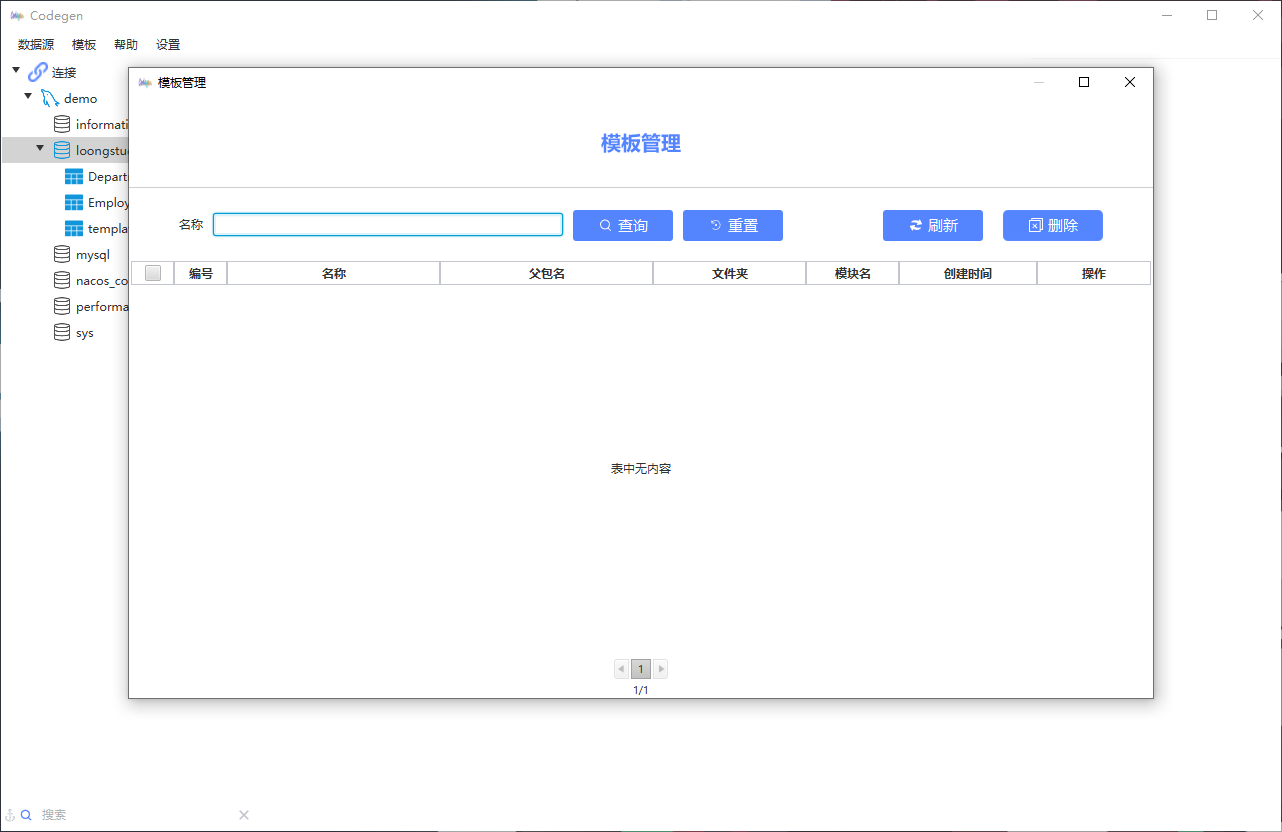 Codegen
数据源 模板 帮助 设置
连接
demo
informati
loongstu
Depart
Employ
templa
mysql
nacos_co
performa
sys
模板管理
模板管理
名称 查询 重置 刷新 删除
编号 名称 父包名 文件夹 模块名 创建时间 操作
表中无内容
1
1/1
搜索